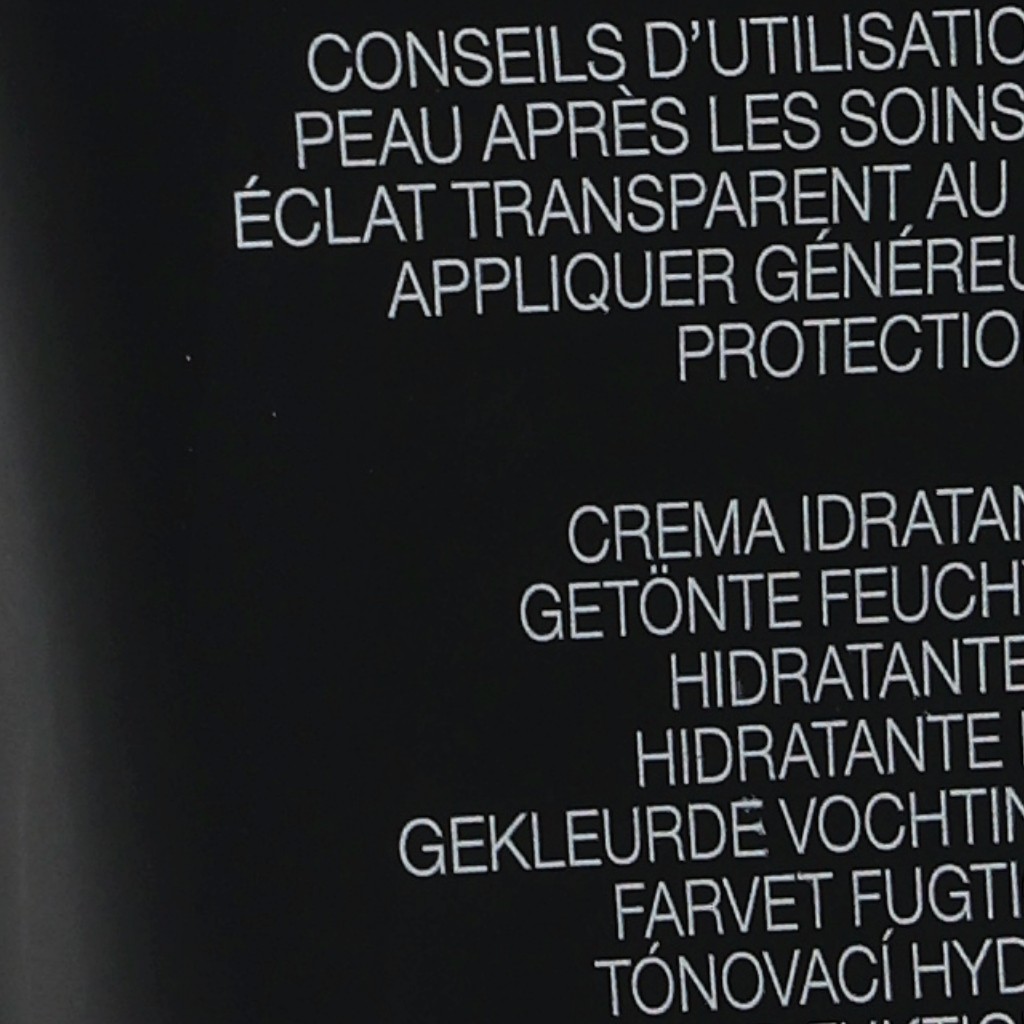 CONSEILS D'UTILISATIO
PEAU APRÈS LES SOINS
ÉCLAT TRANSPARENT AU
APPLIQUER GÉNÉREU
PROTECTIO
CREMA IDRATAN
GETÖNTE FEUCHT
HIDRATANTE
HIDRATANTE
GEKLEURDE VOCHTIN
FARVET FUGTI
TÓNOVACÍ HYD